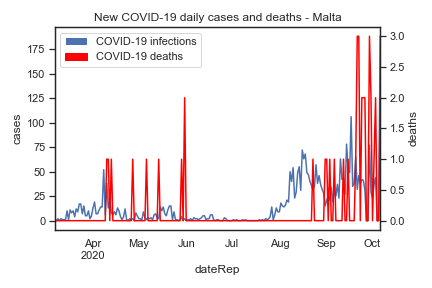 New COVID-19 daily cases and deaths - Malta
COVID-19 infections
COVID-19 deaths
cases
175
150
125
100
75
50
25
0
deaths
3.0
2.5
2.0
1.5
1.0
0.5
0.0
Apr
2020
May
Jun
Jul
Aug
Sep
Oct
dateRep